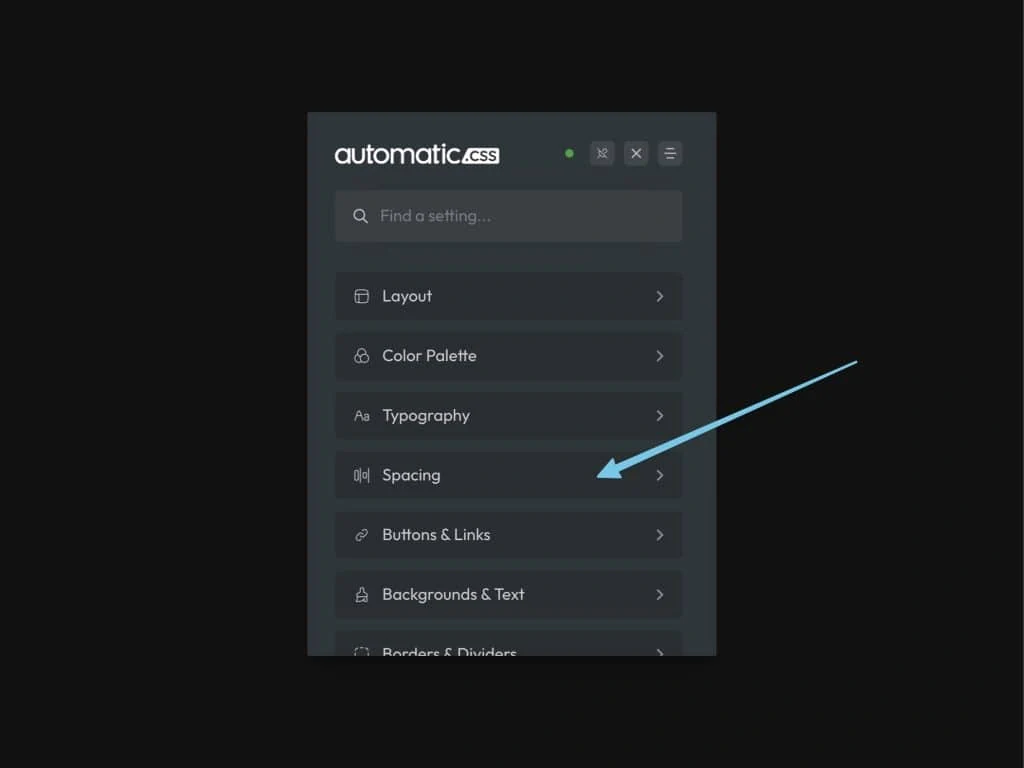 automatic.css
Find a setting...
Layout
Color Palette
Aa Typography
Spacing
Buttons & Links
Backgrounds & Text
Borders & Dividers